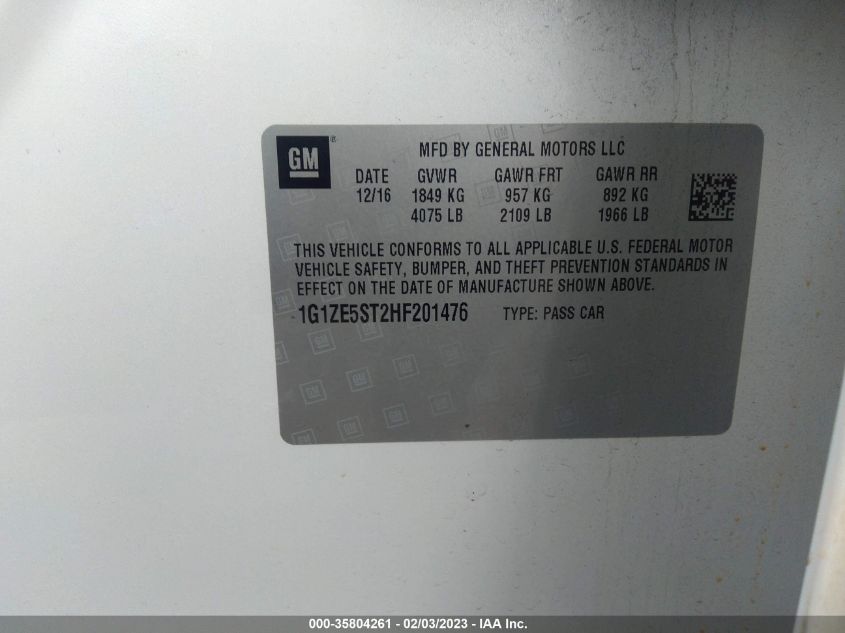 GM ® MFD BY GENERAL MOTORS LLC
DATE GVWR GAWR FRT GAWR RR
12/16 1849 KG 957 KG 892 KG
4075 LB 2109 LB 1966 LB
THIS VEHICLE CONFORMS TO ALL APPLICABLE U.S. FEDERAL MOTOR
VEHICLE SAFETY, BUMPER, AND THEFT PREVENTION STANDARDS IN
EFFECT ON THE DATE OF MANUFACTURE SHOWN ABOVE.
1G1ZE5ST2HF201476 TYPE: PASS CAR
000-35804261 - 02/03/2023 - IAA Inc.